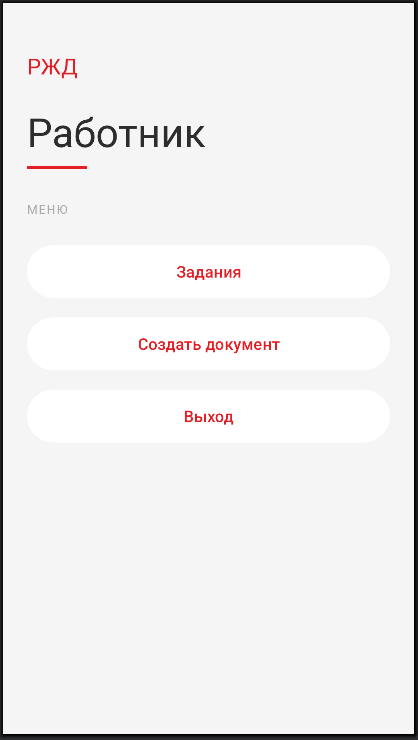 РЖД
Работник
МЕНЮ
Задания
Создать документ
Выход